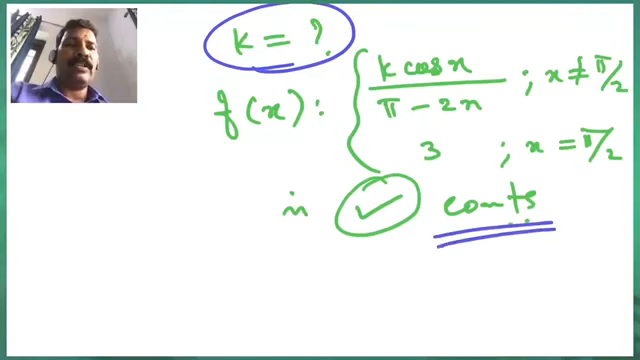 k = ?
f(x) : { k cos x / π - 2x ; x ≠ π/2
3 ; x = π/2
is ✓ conts